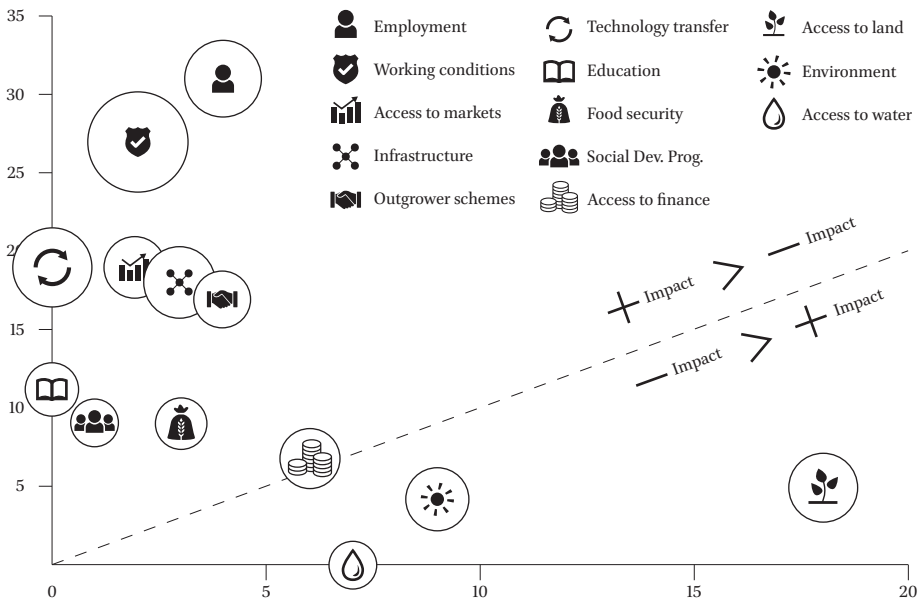 35
30
25
20
15
10
5
0
5
10
15
20
Employment
Working conditions
Access to markets
Infrastructure
Outgrower schemes
Technology transfer
Education
Food security
Social Dev. Prog.
Access to finance
Access to land
Environment
Access to water
+ Impact > − Impact
− Impact > + Impact